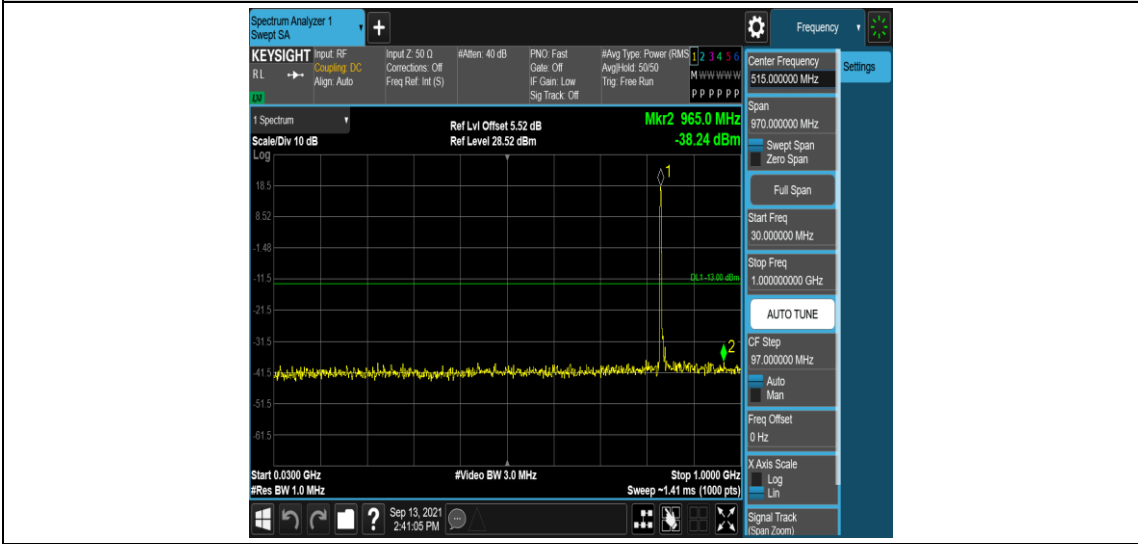 Spectrum Analyzer 1
Swept SA
+
Frequency
KEYSIGHT
Input: RF
Input Z: 50 Ω
#Atten: 40 dB
PNO: Fast
#Avg Type: Power (RMS
1 2 3 4 5 6
RL
Coupling: DC
Corrections: Off
Gate: Off
Avg|Hold: 50/50
M W W W W W
Align: Auto
Freq Ref: Int (S)
IF Gain: Low
Trig: Free Run
Sig Track: Off
P P P P P P
LM
Center Frequency
515.000000 MHz
Settings
Span
970.000000 MHz
Swept Span
Zero Span
Full Span
Start Freq
30.000000 MHz
Stop Freq
1.000000000 GHz
AUTO TUNE
CF Step
97.000000 MHz
Auto
Man
Freq Offset
0 Hz
X Axis Scale
Log
Lin
Signal Track
(Span Zoom)
1 Spectrum
Ref Lvl Offset 5.52 dB
Mkr2 965.0 MHz
Scale/Div 10 dB
Ref Level 28.52 dBm
-38.24 dBm
Log
1
18.5
8.52
-1.48
-11.5
DL1 -13.00 dBm
-21.5
-31.5
2
-41.5
-51.5
-61.5
Start 0.0300 GHz
#Video BW 3.0 MHz
Stop 1.0000 GHz
#Res BW 1.0 MHz
Sweep ~1.41 ms (1000 pts)
?
Sep 13, 2021
2:41:05 PM